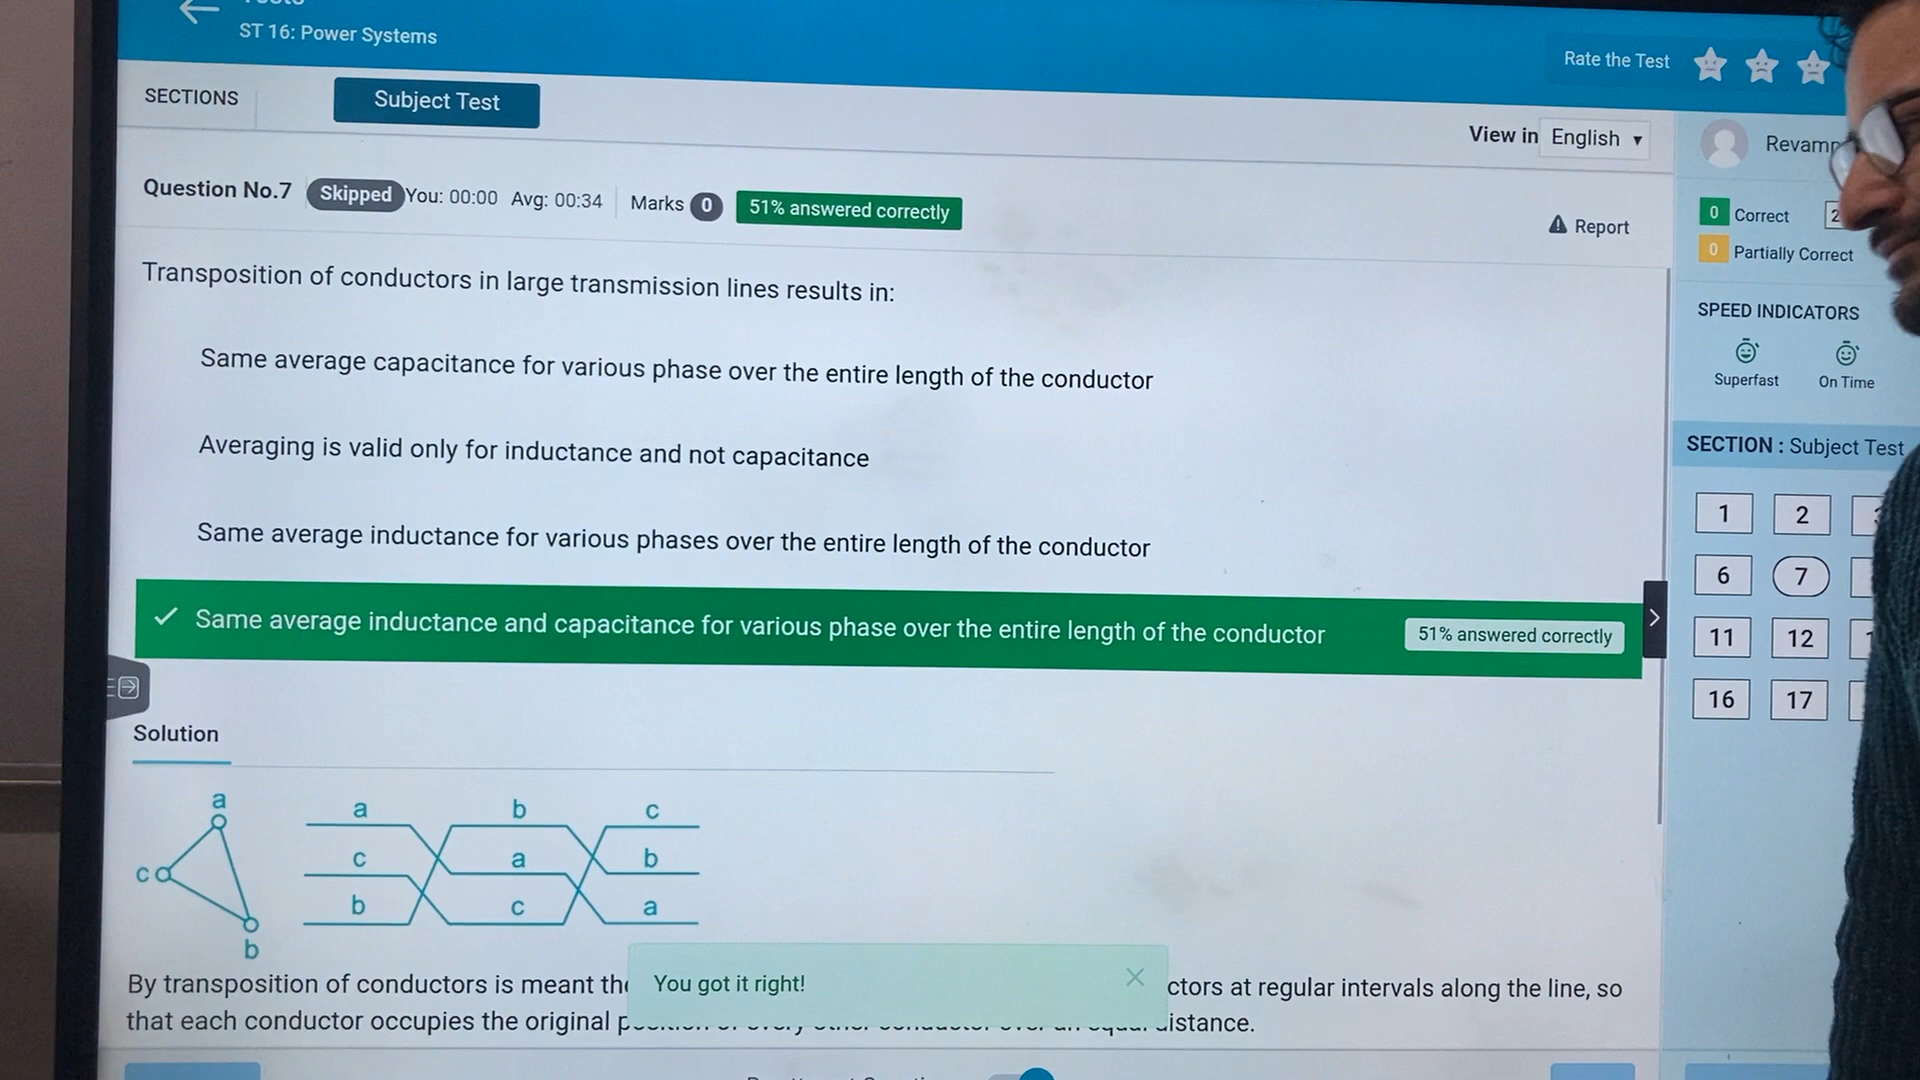 ST 16: Power Systems
Rate the Test
SECTIONS
Subject Test
View in English
Question No.7 Skipped You: 00:00 Avg: 00:34 Marks 0 51% answered correctly
Report
Transposition of conductors in large transmission lines results in:
Same average capacitance for various phase over the entire length of the conductor
Averaging is valid only for inductance and not capacitance
Same average inductance for various phases over the entire length of the conductor
Same average inductance and capacitance for various phase over the entire length of the conductor 51% answered correctly
Solution
a
c
b
a b c
c a b
b c a
By transposition of conductors is meant
You got it right!
at regular intervals along the line, so
that each conductor occupies the original
0 Correct
0 Partially Correct
SPEED INDICATORS
Superfast On Time
SECTION : Subject Test
1 2
6 7
11 12
16 17